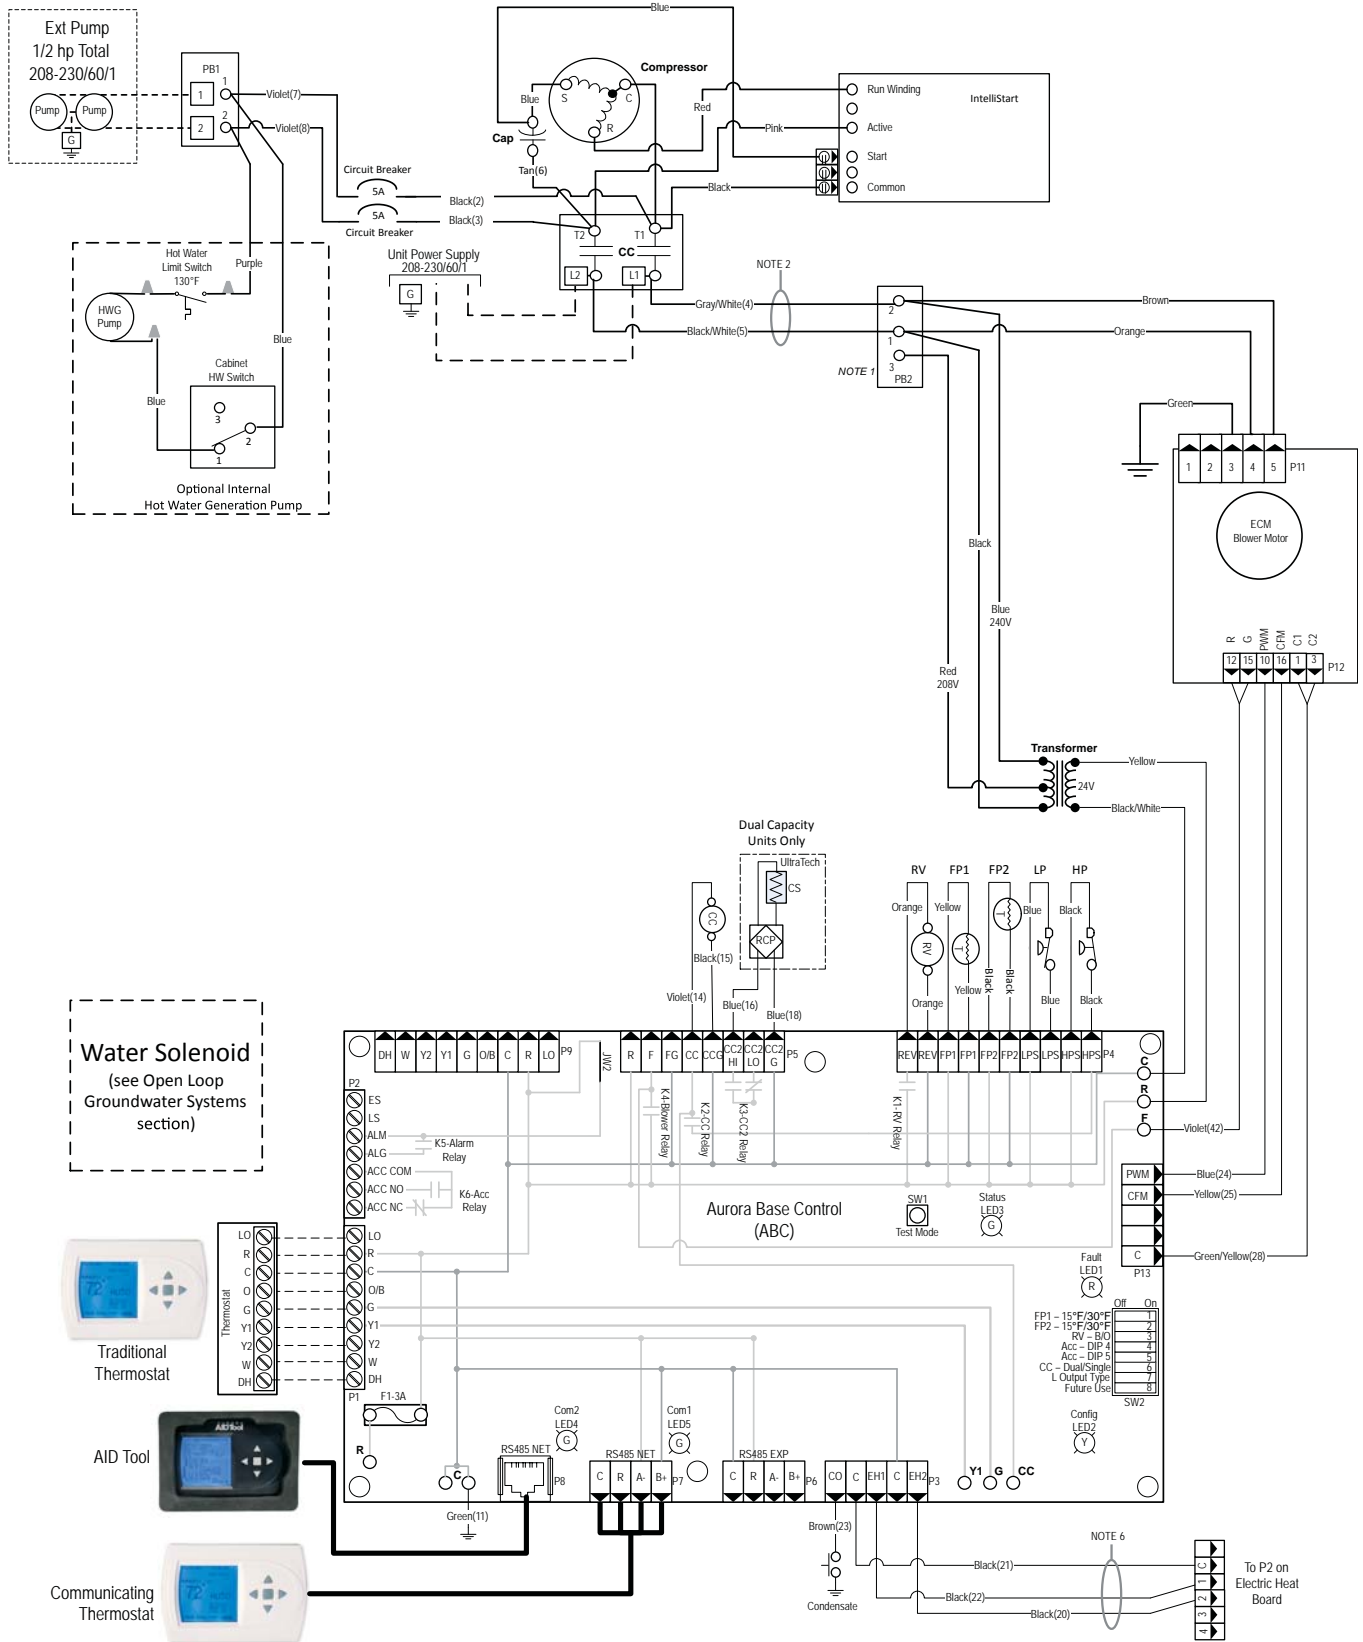 Blue
Ext Pump
1/2 hp Total
208-230/60/1
Pump
Pump
G
PB1
1
1
2
2
Violet(7)
Violet(8)
Circuit Breaker
5A
5A
Circuit Breaker
Black(2)
Black(3)
Compressor
S
C
R
Blue
Cap
Tan(6)
Red
Pink
Black
IntelliStart
Run Winding
Active
Start
Common
T2
T1
CC
L2
L1
Unit Power Supply
208-230/60/1
G
Hot Water
Limit Switch
130°F
Purple
HWG
Pump
Blue
Cabinet
HW Switch
Blue
3
2
1
Optional Internal
Hot Water Generation Pump
NOTE 2
Gray/White(4)
Black/White(5)
2
1
3
NOTE 1
PB2
Brown
Orange
Green
1 2 3 4 5 P11
ECM
Blower Motor
R G PWM CFM C1 C2
12 15 10 16 1 3 P12
Black
Blue
240V
Red
208V
Transformer
Yellow
24V
Black/White
Dual Capacity
Units Only
UltraTech
CS
RCP
CC
Black(15)
Violet(14)
Blue(16)
Blue(18)
RV FP1 FP2 LP HP
Orange
Yellow
Blue
Black
RV
T
T
Orange
Yellow
Black
Black
Blue
Black
Water Solenoid
(see Open Loop
Groundwater Systems
section)
DH W Y2 Y1 G O/B C R LO P9
JW2
R F FG CC CCG CC2 HI CC2 LO CC2 G P5
REV REV FP1 FP1 FP2 FP2 LPS LPS HPS HPS P4
C
R
F
Violet(42)
P2
ES
LS
ALM
ALG
ACC COM
ACC NO
ACC NC
K5-Alarm
Relay
K6-Acc
Relay
K4-Blower Relay
K2-CC Relay
K3-CC2 Relay
K1-RV Relay
Aurora Base Control
(ABC)
SW1
Test Mode
Status
LED3
G
PWM
CFM
C
P13
Blue(24)
Yellow(25)
Green/Yellow(28)
Fault
LED1
R
Off On
FP1 – 15°F/30°F 1
FP2 – 15°F/30°F 2
RV – B/O 3
Acc – DIP 4 4
Acc – DIP 5 5
CC – Dual/Single 6
L Output Type 7
Future Use 8
SW2
Config
LED2
Y
Thermostat
LO
R
C
O
G
Y1
Y2
W
DH
LO
R
C
O/B
G
Y1
Y2
W
DH
P1
F1-3A
R
72°
Traditional
Thermostat
AID Tool
AID Tool
72°
Communicating
Thermostat
C
Green(11)
RS485 NET
P8
Com2
LED4
G
RS485 NET
C R A- B+ P7
Com1
LED5
G
RS485 EXP
C R A- B+ P6
CO C EH1 C EH2 P3
Y1 G CC
Brown(23)
Condensate
Black(21)
Black(22)
Black(20)
NOTE 6
C
1
2
3
4
To P2 on
Electric Heat
Board